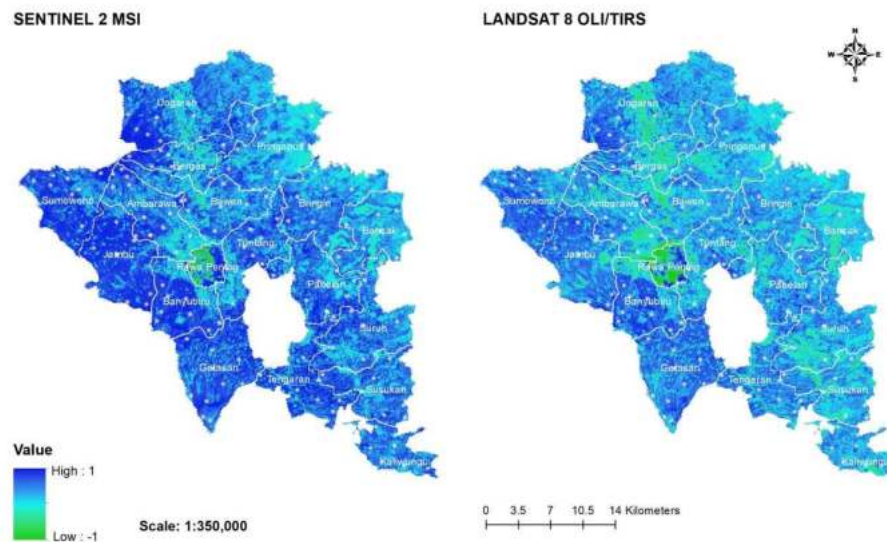 SENTINEL 2 MSI
LANDSAT 8 OLI/TIRS
N
W E
S
Ungaran
Bergas
Pringapus
Sumowono
Ambarawa
Bawen
Bringin
Bancak
Jambu
Tuntang
Rawa Pening
Pabelan
Banyubiru
Suruh
Getasan
Tengaran
Susukan
Kaliwungu
Ungaran
Bergas
Pringapus
Sumowono
Ambarawa
Bawen
Bringin
Bancak
Jambu
Tuntang
Rawa Pening
Pabelan
Banyubiru
Suruh
Getasan
Tengaran
Susukan
Kaliwungu
Value
High : 1
Low : -1
Scale: 1:350,000
0 3.5 7 10.5 14 Kilometers